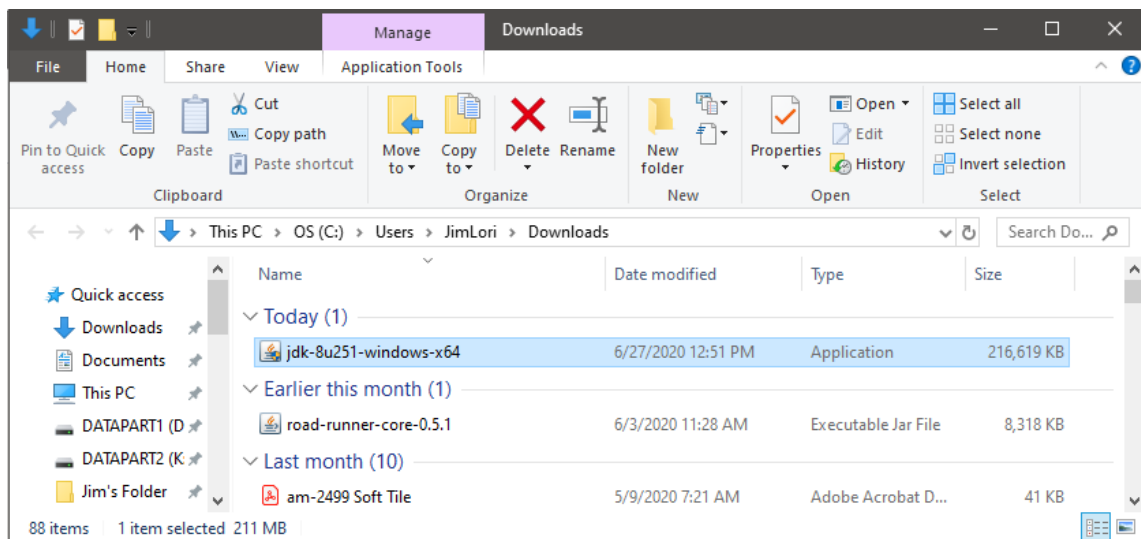 Manage Downloads
File Home Share View Application Tools
Pin to Quick access
Copy
Paste
Cut
Copy path
Paste shortcut
Move to
Copy to
Delete
Rename
New folder
Properties
Open
Edit
History
Select all
Select none
Invert selection
Clipboard Organize New Open Select
This PC > OS (C:) > Users > JimLori > Downloads Search Do...
Name Date modified Type Size
Quick access
Downloads
Documents
This PC
DATAPART1 (D
DATAPART2 (K:
Jim's Folder
Today (1)
jdk-8u251-windows-x64 6/27/2020 12:51 PM Application 216,619 KB
Earlier this month (1)
road-runner-core-0.5.1 6/3/2020 11:28 AM Executable Jar File 8,318 KB
Last month (10)
am-2499 Soft Tile 5/9/2020 7:21 AM Adobe Acrobat D... 41 KB
88 items 1 item selected 211 MB